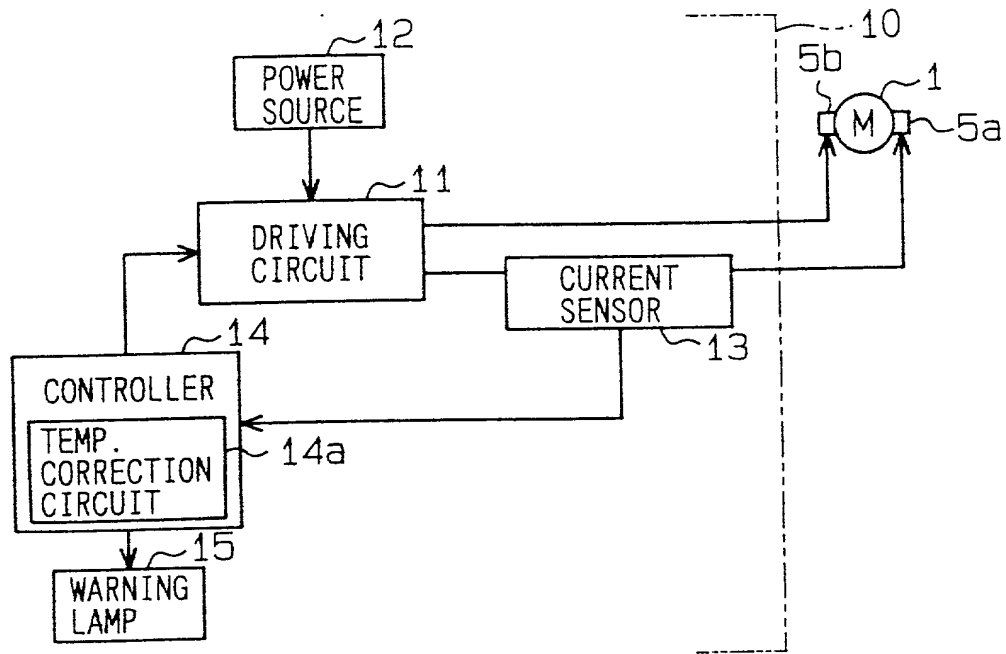 12
10
POWER
SOURCE
5b
1
M
5a
11
DRIVING
CIRCUIT
CURRENT
SENSOR
13
14
CONTROLLER
TEMP.
CORRECTION
CIRCUIT
14a
15
WARNING
LAMP